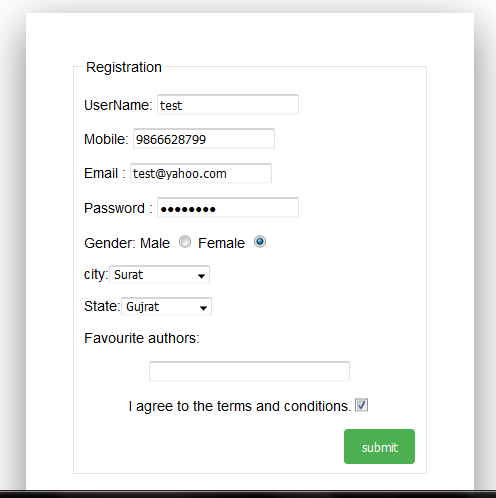 Registration
UserName: test
Mobile: 9866628799
Email : test@yahoo.com
Password : ●●●●●●●●
Gender: Male Female
city: Surat
State: Gujrat
Favourite authors:
I agree to the terms and conditions.
submit